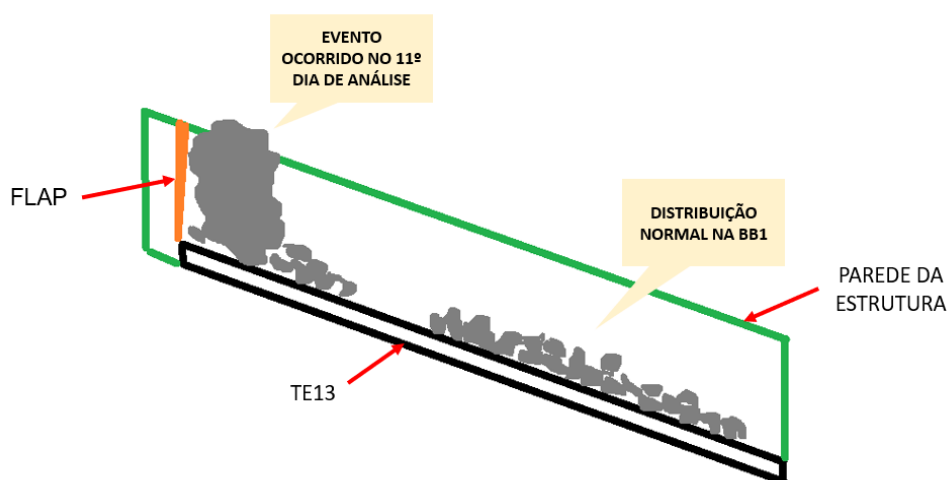 EVENTO
OCORRIDO NO 11º
DIA DE ANÁLISE
FLAP
DISTRIBUIÇÃO
NORMAL NA BB1
PAREDE DA
ESTRUTURA
TE13